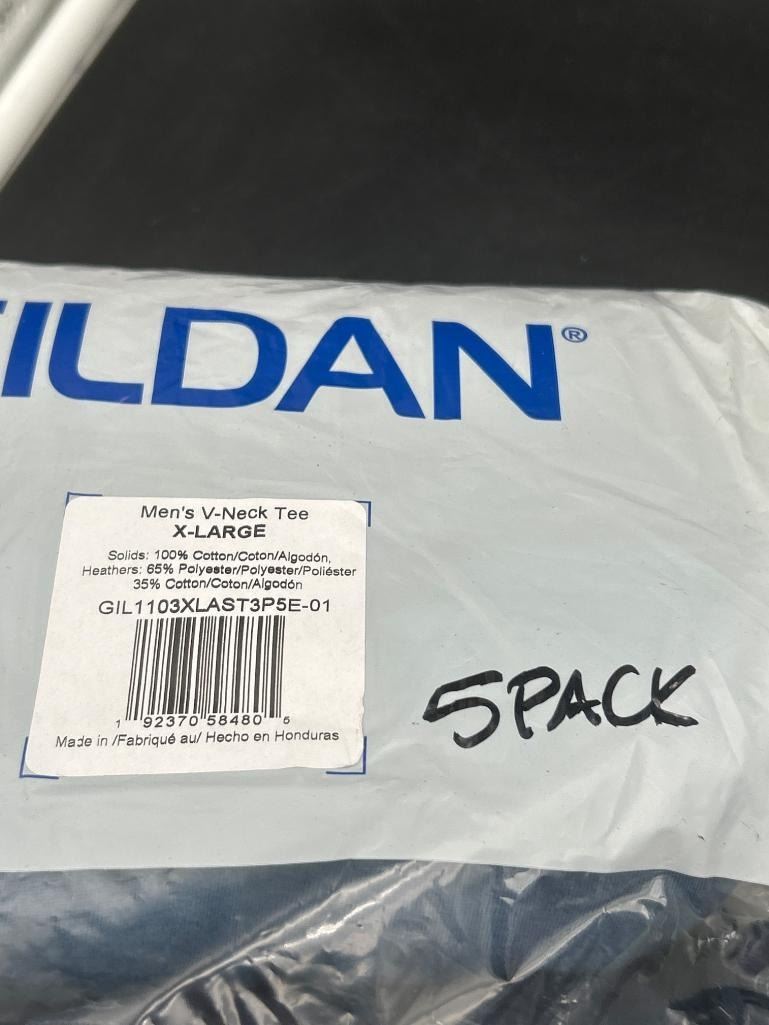 GILDAN®
Men's V-Neck Tee
X-LARGE
Solids: 100% Cotton/Coton/Algodón,
Heathers: 65% Polyester/Polyester/Poliéster
35% Cotton/Coton/Algodón
GIL1103XLAST3P5E-01
1 92370 58480 6
Made in /Fabriqué au/ Hecho en Honduras
5PACK